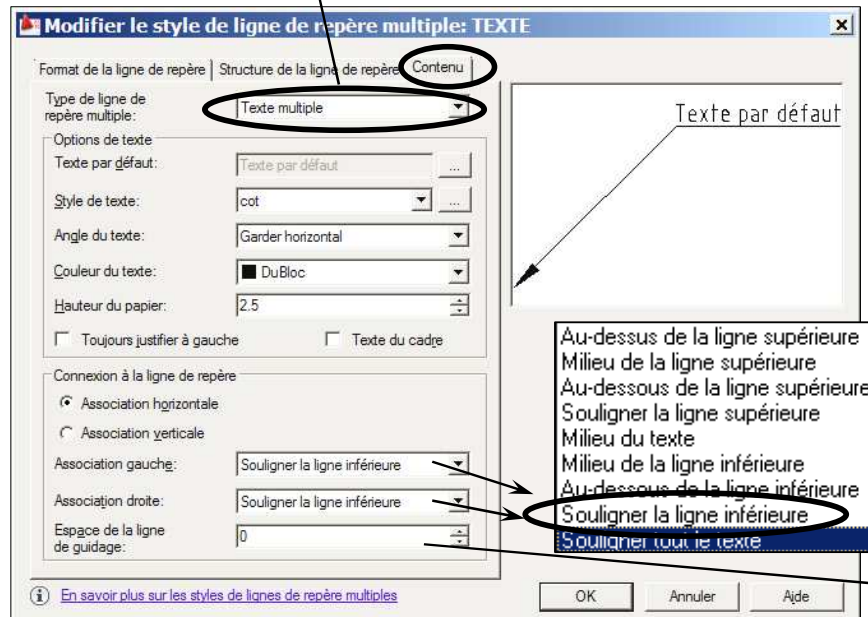 Modifier le style de ligne de repère multiple: TEXTE
Format de la ligne de repère
Structure de la ligne de repère
Contenu
Type de ligne de
repère multiple:
Texte multiple
Options de texte
Texte par défaut:
Texte par défaut
...
Style de texte:
cot
...
Angle du texte:
Garder horizontal
Couleur du texte:
DuBloc
Hauteur du papier:
2.5
Toujours justifier à gauche
Texte du cadre
Connexion à la ligne de repère
Association horizontale
Association verticale
Association gauche:
Souligner la ligne inférieure
Association droite:
Souligner la ligne inférieure
Espace de la ligne
de guidage:
0
Texte par défaut
Au-dessus de la ligne supérieure
Milieu de la ligne supérieure
Au-dessous de la ligne supérieure
Souligner la ligne supérieure
Milieu du texte
Milieu de la ligne inférieure
Au-dessous de la ligne inférieure
Souligner la ligne inférieure
Souligner tout le texte
En savoir plus sur les styles de lignes de repère multiples
OK
Annuler
Aide